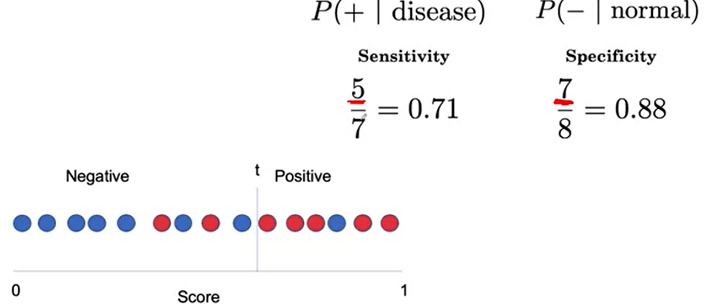 P(+ | disease) P(− | normal)
Sensitivity Specificity
5/7 = 0.71 7/8 = 0.88
Negative t Positive
0 Score 1